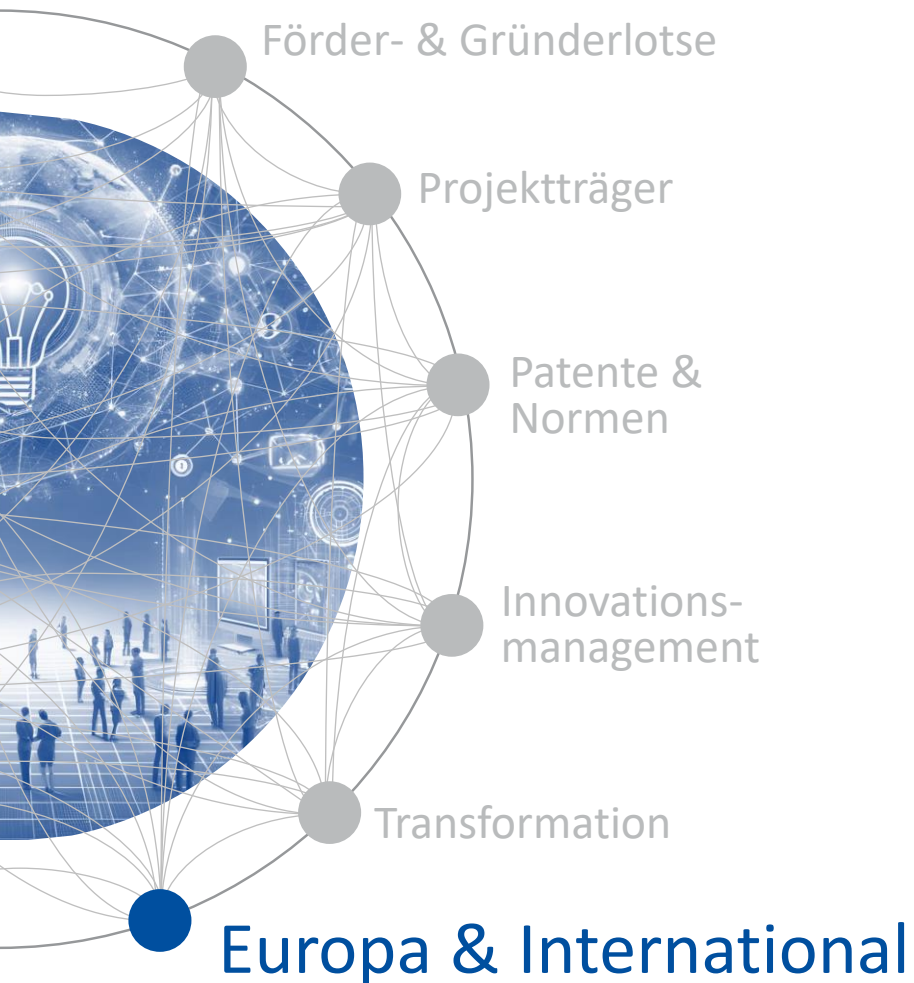 Förder- & Gründerlotse
Projektträger
Patente &
Normen
Innovations-
management
Transformation
Europa & International